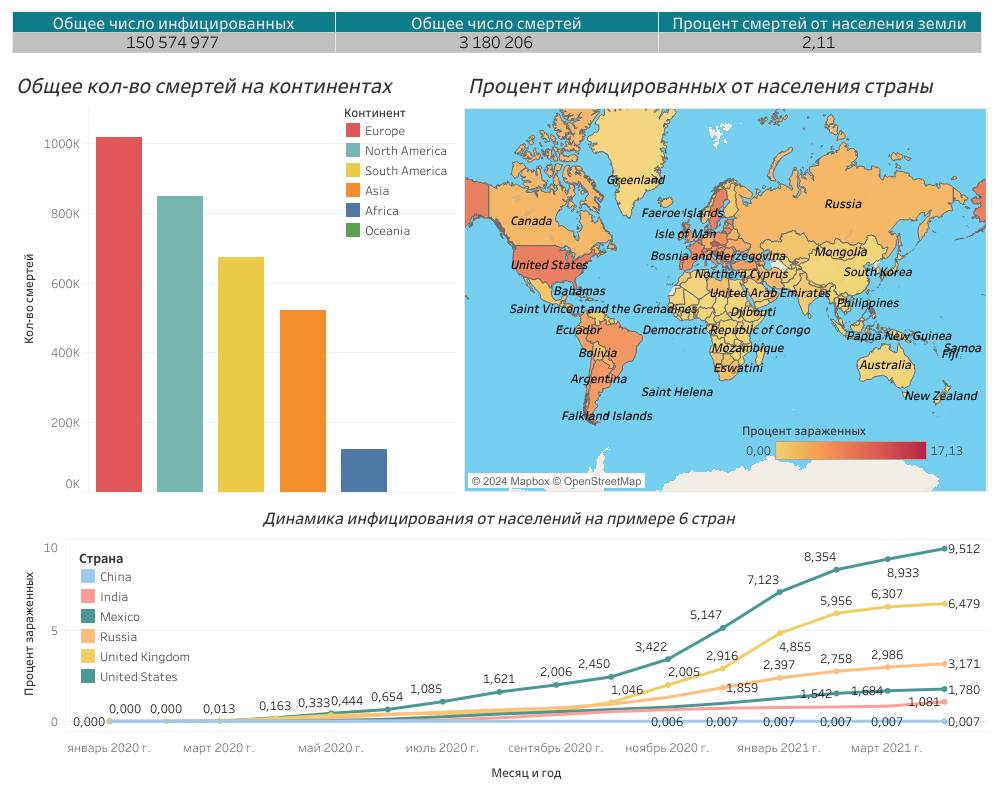 Общее число инфицированных Общее число смертей Процент смертей от населения земли
150 574 977 3 180 206 2,11
Общее кол-во смертей на континентах
Континент
Europe
North America
South America
Asia
Africa
Oceania
Кол-во смертей
1000K
800K
600K
400K
200K
0K
Процент инфицированных от населения страны
Greenland
Faeroe Islands
Russia
Canada
Isle of Man
Bosnia and Herzegovina
Mongolia
United States
Northern Cyprus
South Korea
Bahamas
United Arab Emirates
Saint Vincent and the Grenadines
Djibouti
Philippines
Ecuador
Democratic Republic of Congo
Papua New Guinea
Bolivia
Mozambique
Samoa
Fiji
Argentina
Eswatini
Australia
Saint Helena
New Zealand
Falkland Islands
Процент зараженных
0,00 17,13
© 2024 Mapbox © OpenStreetMap
Динамика инфицирования от населений на примере 6 стран
Страна
China
India
Mexico
Russia
United Kingdom
United States
Процент зараженных
10
5
0
0,000 0,000 0,000 0,013 0,163 0,333 0,444 0,654 1,085 1,621 2,006 2,450 3,422 5,147 7,123 8,354 8,933 9,512
1,046 2,005 2,916 4,855 5,956 6,307 6,479
1,859 2,397 2,758 2,986 3,171
1,542 1,684 1,780
1,081
0,006 0,007 0,007 0,007 0,007 0,007
январь 2020 г. март 2020 г. май 2020 г. июль 2020 г. сентябрь 2020 г. ноябрь 2020 г. январь 2021 г. март 2021 г.
Месяц и год